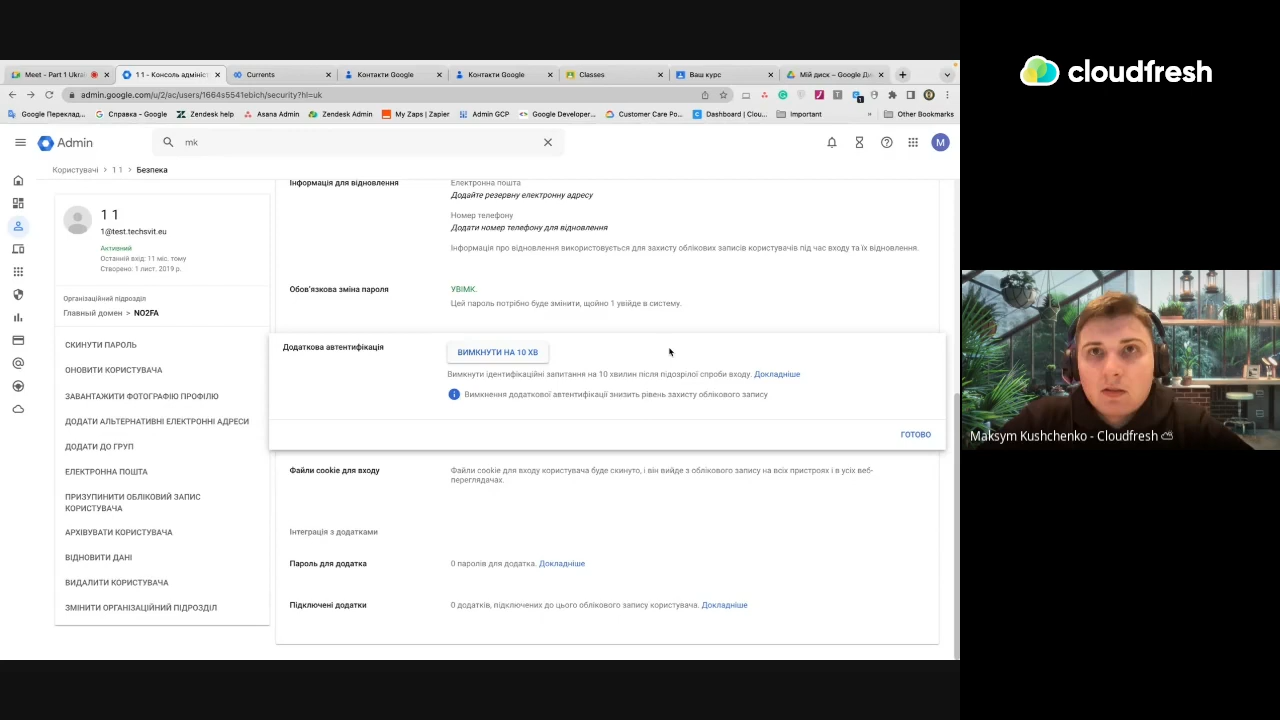 cloudfresh
Meet - Part 1 Ukrai
1 1 - Консоль адмініст
Currents
Контакти Google
Контакти Google
Classes
Ваш курс
Мій диск – Google Ди
admin.google.com/u/2/ac/users/1664s5541ebich/security?hl=uk
Google Переклад...
Справка – Google
Zendesk help
Asana Admin
Zendesk Admin
My Zaps | Zapier
Admin GCP
Google Developer...
Customer Care Po...
Dashboard | Clou...
Important
»
Other Bookmarks
Admin
mk
M
Користувачі > 1 1 > Безпека
1 1
1@test.techsvit.eu
Активний
Останній вхід: 11 міс. тому
Створено: 1 лист. 2019 р.
Організаційний підрозділ
Главный домен > NO2FA
СКИНУТИ ПАРОЛЬ
ОНОВИТИ КОРИСТУВАЧА
ЗАВАНТАЖИТИ ФОТОГРАФІЮ ПРОФІЛЮ
ДОДАТИ АЛЬТЕРНАТИВНІ ЕЛЕКТРОННІ АДРЕСИ
ДОДАТИ ДО ГРУП
ЕЛЕКТРОННА ПОШТА
ПРИЗУПИНИТИ ОБЛІКОВИЙ ЗАПИС
КОРИСТУВАЧА
АРХІВУВАТИ КОРИСТУВАЧА
ВІДНОВИТИ ДАНІ
ВИДАЛИТИ КОРИСТУВАЧА
ЗМІНИТИ ОРГАНІЗАЦІЙНИЙ ПІДРОЗДІЛ
Інформація для відновлення
Електронна пошта
Додайте резервну електронну адресу
Номер телефону
Додати номер телефону для відновлення
Інформація про відновлення використовується для захисту облікових записів користувачів під час входу та їх відновлення.
Обов'язкова зміна пароля
УВІМК.
Цей пароль потрібно буде змінити, щойно 1 увійде в систему.
Додаткова автентифікація
ВИМКНУТИ НА 10 ХВ
Вимкнути ідентифікаційні запитання на 10 хвилин після підозрілої спроби входу. Докладніше
Вимкнення додаткової автентифікації знизить рівень захисту облікового запису
ГОТОВО
Файли cookie для входу
Файли cookie для входу користувача буде скинуто, і він вийде з облікового запису на всіх пристроях і в усіх веб-
переглядачах.
Інтеграція з додатками
Пароль для додатка
0 паролів для додатка. Докладніше
Підключені додатки
0 додатків, підключених до цього облікового запису користувача. Докладніше
Maksym Kushchenko - Cloudfresh